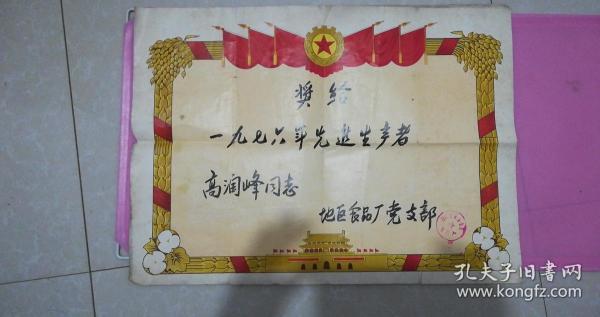 奖给
一九七六年先进生产者
高润峰同志
地区食品厂党支部
孔夫子旧书网
www.kongfz.com